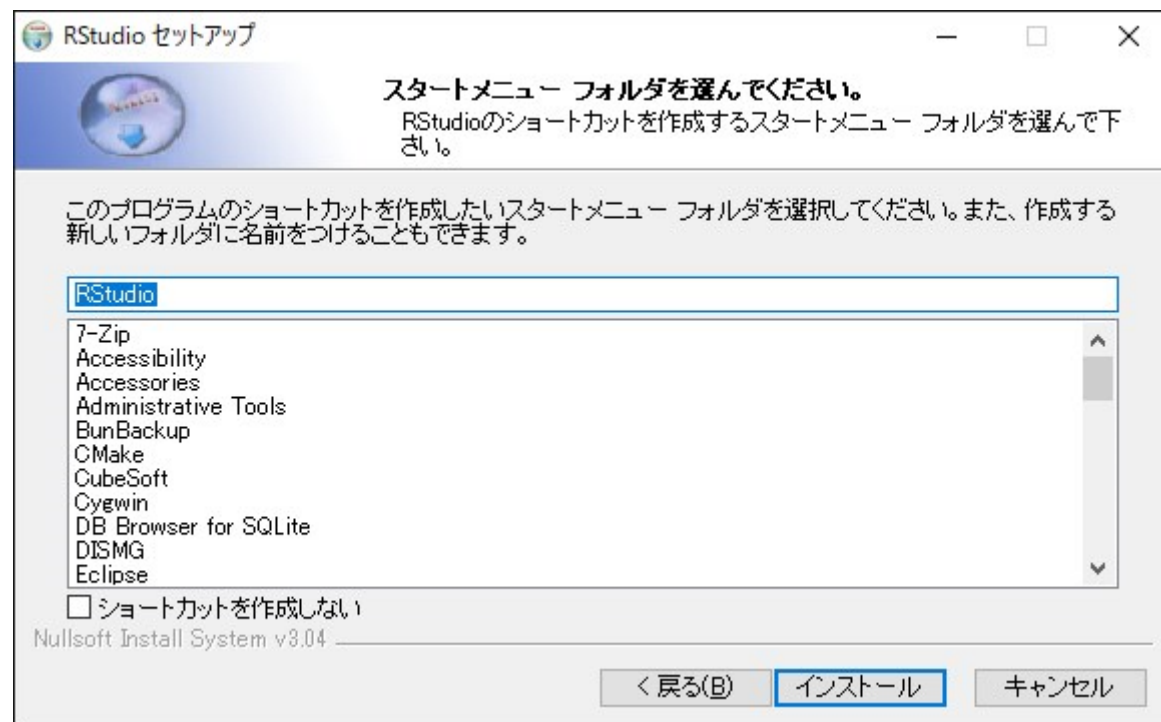 RStudio セットアップ
スタートメニュー フォルダを選んでください。
RStudioのショートカットを作成するスタートメニュー フォルダを選んで下
さい。
このプログラムのショートカットを作成したいスタートメニュー フォルダを選択してください。また、作成する
新しいフォルダに名前をつけることもできます。
RStudio
7-Zip
Accessibility
Accessories
Administrative Tools
BunBackup
CMake
CubeSoft
Cygwin
DB Browser for SQLite
DISMG
Eclipse
ショートカットを作成しない
Nullsoft Install System v3.04
< 戻る(B)
インストール
キャンセル